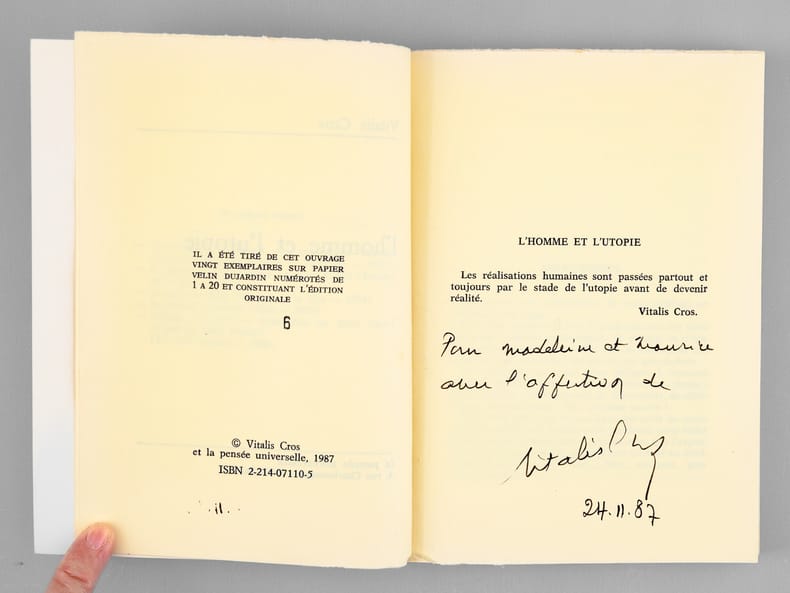 IL A ÉTÉ TIRÉ DE CET OUVRAGE
VINGT EXEMPLAIRES SUR PAPIER
VELIN DUJARDIN NUMÉROTÉS DE
1 A 20 ET CONSTITUANT L'ÉDITION
ORIGINALE
6
© Vitalis Cros
et la pensée universelle, 1987
ISBN 2-214-07110-5
L'HOMME ET L'UTOPIE
Les réalisations humaines sont passées partout et
toujours par le stade de l'utopie avant de devenir
réalité.
Vitalis Cros.
Pour madeleine et Maurice
avec l'affection de
Vitalis Cros
24.11.87